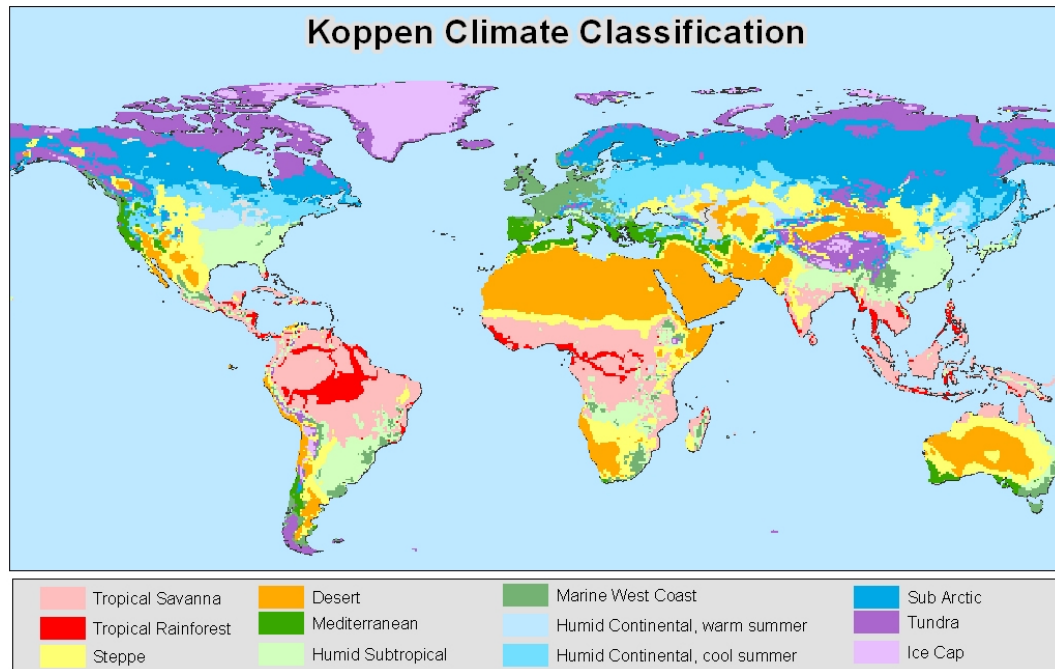 Koppen Climate Classification
Tropical Savanna
Tropical Rainforest
Steppe
Desert
Mediterranean
Humid Subtropical
Marine West Coast
Humid Continental, warm summer
Humid Continental, cool summer
Sub Arctic
Tundra
Ice Cap